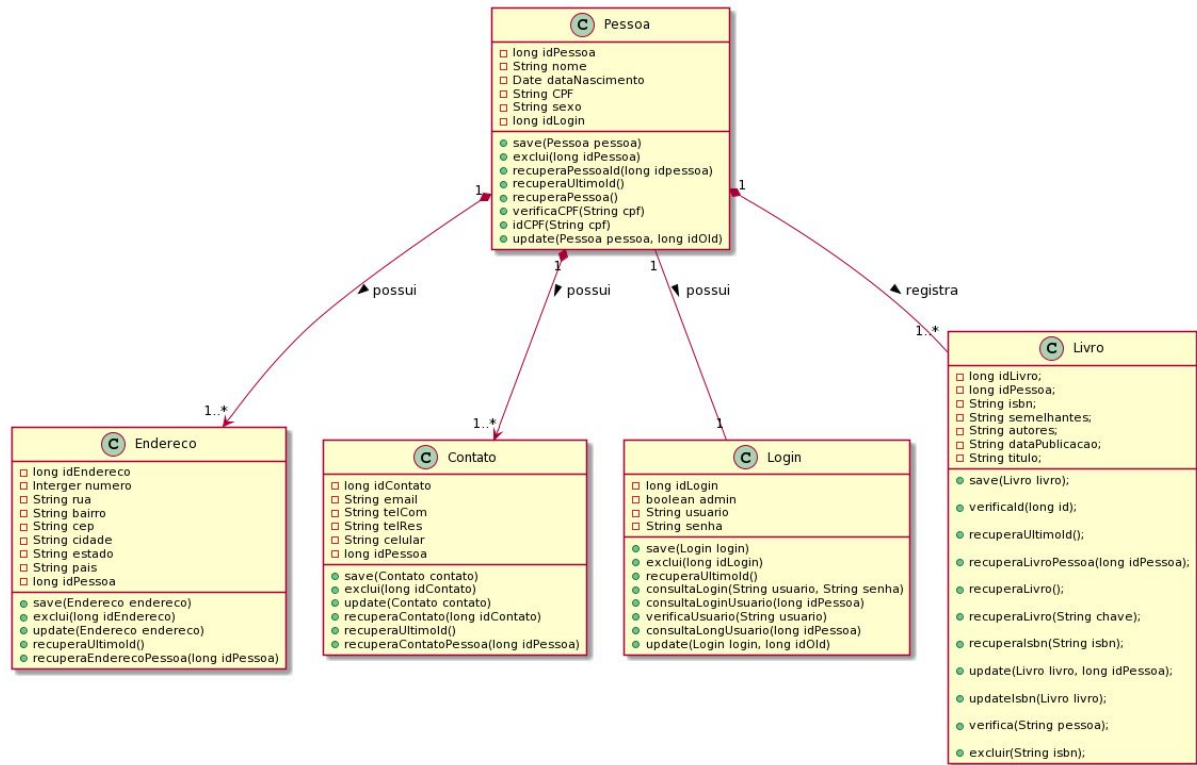 C Pessoa
long idPessoa
String nome
Date dataNascimento
String CPF
String sexo
long idLogin
save(Pessoa pessoa)
exclui(long idPessoa)
recuperaPessoaId(long idpessoa)
recuperaUltimoId()
recuperaPessoa()
verificaCPF(String cpf)
idCPF(String cpf)
update(Pessoa pessoa, long idOld)
1
1
1
1
possui
possui
possui
registra
1..*
1..*
1
1..*
C Endereco
long idEndereco
Interger numero
String rua
String bairro
String cep
String cidade
String estado
String pais
long idPessoa
save(Endereco endereco)
exclui(long idEndereco)
update(Endereco endereco)
recuperaUltimoId()
recuperaEnderecoPessoa(long idPessoa)
C Contato
long idContato
String email
String telCom
String telRes
String celular
long idPessoa
save(Contato contato)
exclui(long idContato)
update(Contato contato)
recuperaContato(long idContato)
recuperaUltimoId()
recuperaContatoPessoa(long idPessoa)
C Login
long idLogin
boolean admin
String usuario
String senha
save(Login login)
exclui(long idLogin)
recuperaUltimoId()
consultaLogin(String usuario, String senha)
consultaLoginUsuario(long idPessoa)
verificaUsuario(String usuario)
consultaLongUsuario(long idPessoa)
update(Login login, long idOld)
C Livro
long idLivro;
long idPessoa;
String isbn;
String semelhantes;
String autores;
String dataPublicacao;
String titulo;
save(Livro livro);
verificaId(long id);
recuperaUltimoId();
recuperaLivroPessoa(long idPessoa);
recuperaLivro();
recuperaLivro(String chave);
recuperaIsbn(String isbn);
update(Livro livro, long idPessoa);
updateIsbn(Livro livro);
verifica(String pessoa);
excluir(String isbn);